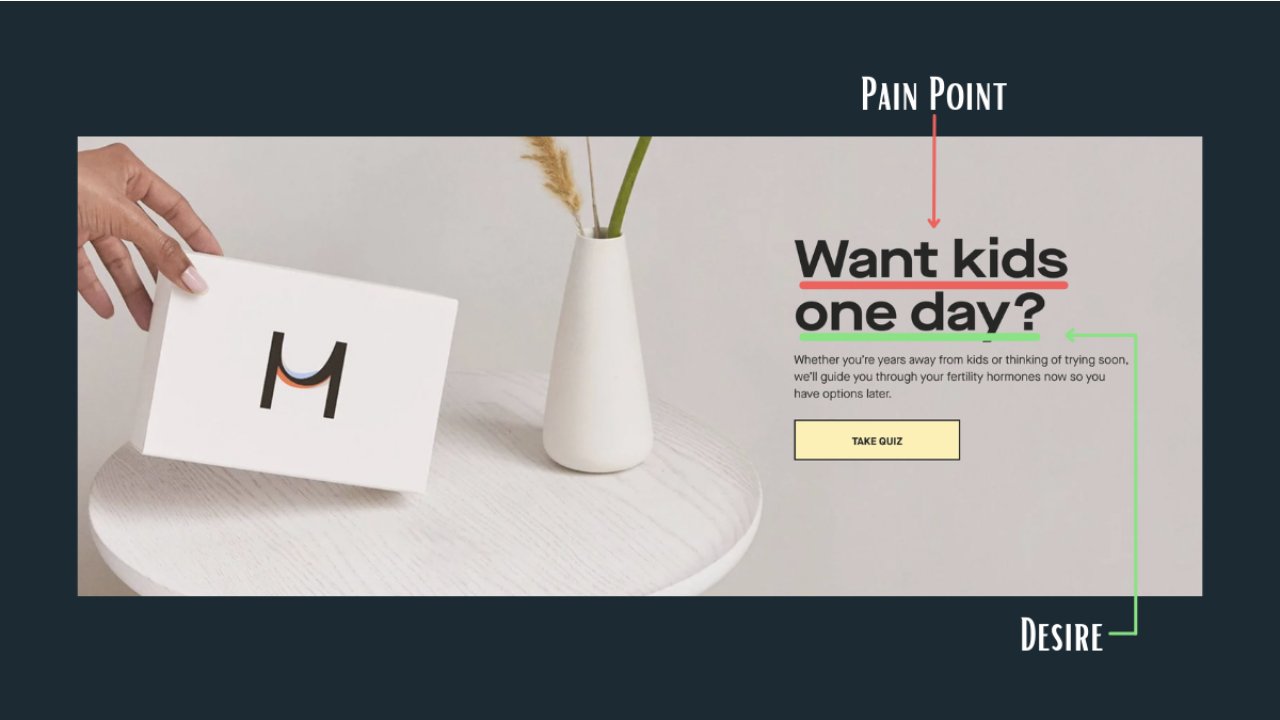 Pain Point
M
Want kids
one day?
Whether you're years away from kids or thinking of trying soon,
we'll guide you through your fertility hormones now so you
have options later.
TAKE QUIZ
Desire